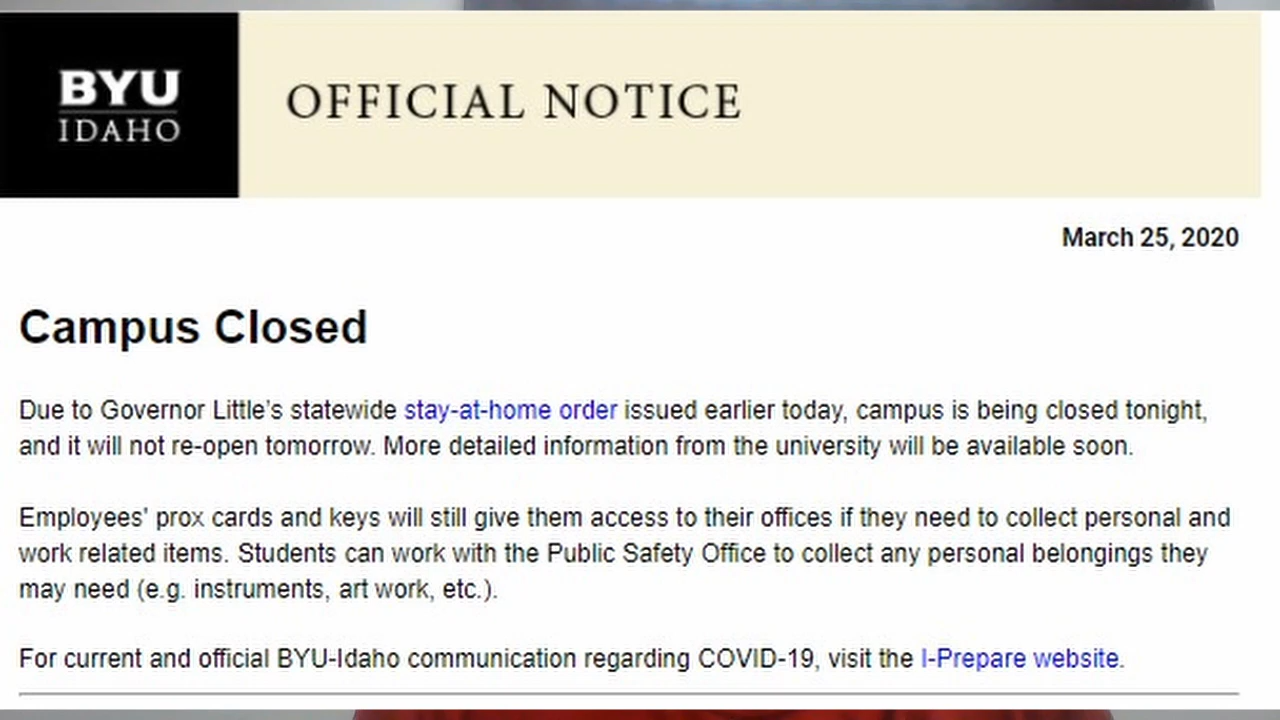 BYU
IDAHO
OFFICIAL NOTICE
March 25, 2020
Campus Closed
Due to Governor Little's statewide stay-at-home order issued earlier today, campus is being closed tonight,
and it will not re-open tomorrow. More detailed information from the university will be available soon.
Employees' prox cards and keys will still give them access to their offices if they need to collect personal and
work related items. Students can work with the Public Safety Office to collect any personal belongings they
may need (e.g. instruments, art work, etc.).
For current and official BYU-Idaho communication regarding COVID-19, visit the I-Prepare website.